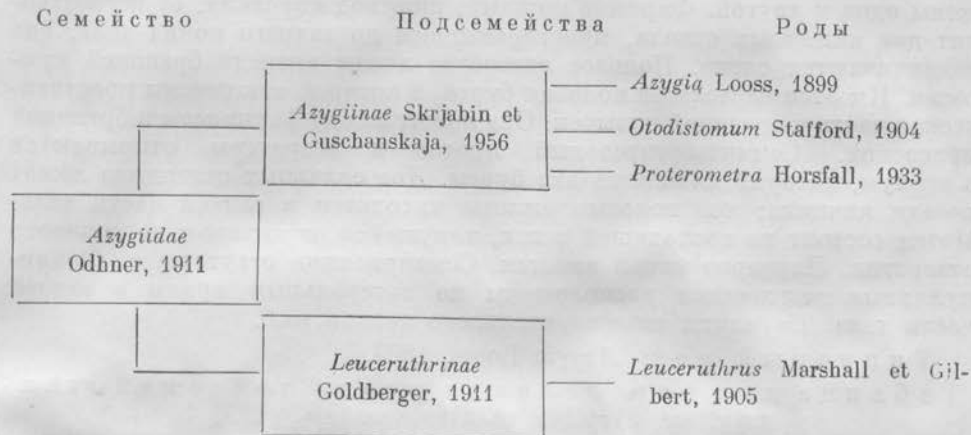 Семейство Подсемейства Роды
Azygia Looss, 1899
Azygiinae Skrjabin et
Guschanskaja, 1956
Otodistomum Stafford, 1904
Proterometra Horsfall, 1933
Azygiidae
Odhner, 1911
Leuceruthrinae
Goldberger, 1911
Leuceruthrus Marshall et Gil-
bert, 1905